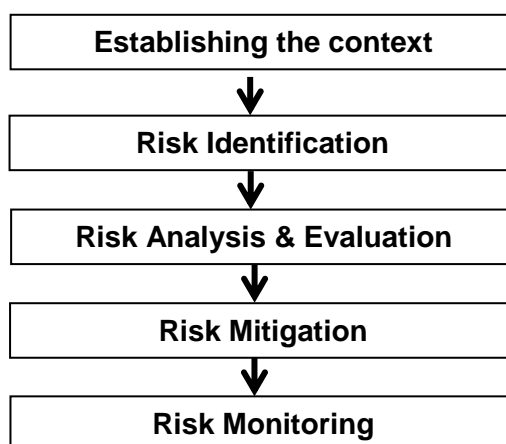 Establishing the context
Risk Identification
Risk Analysis & Evaluation
Risk Mitigation
Risk Monitoring